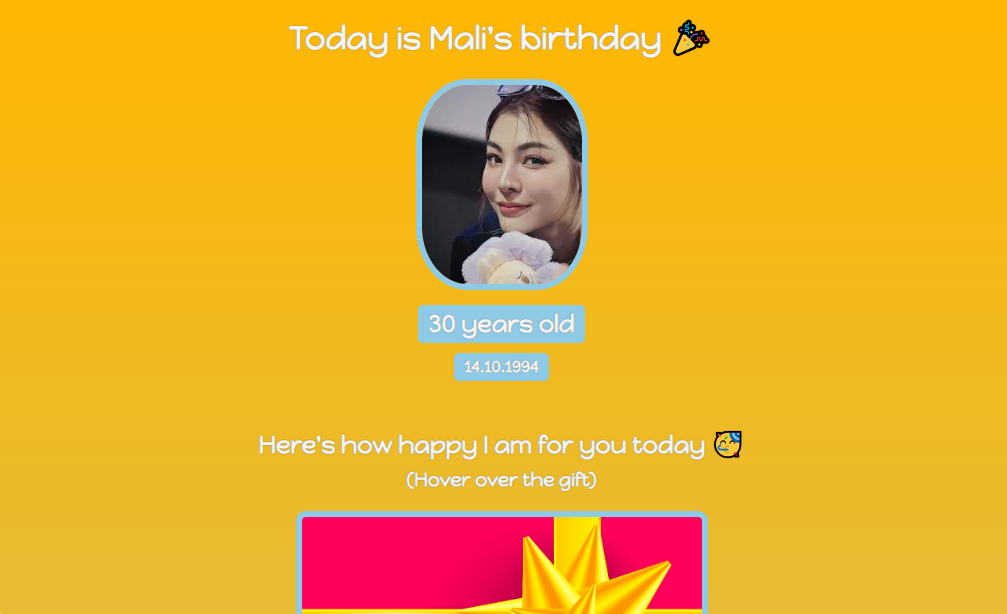 Today is Mali's birthday
30 years old
14.10.1994
Here's how happy I am for you today
(Hover over the gift)